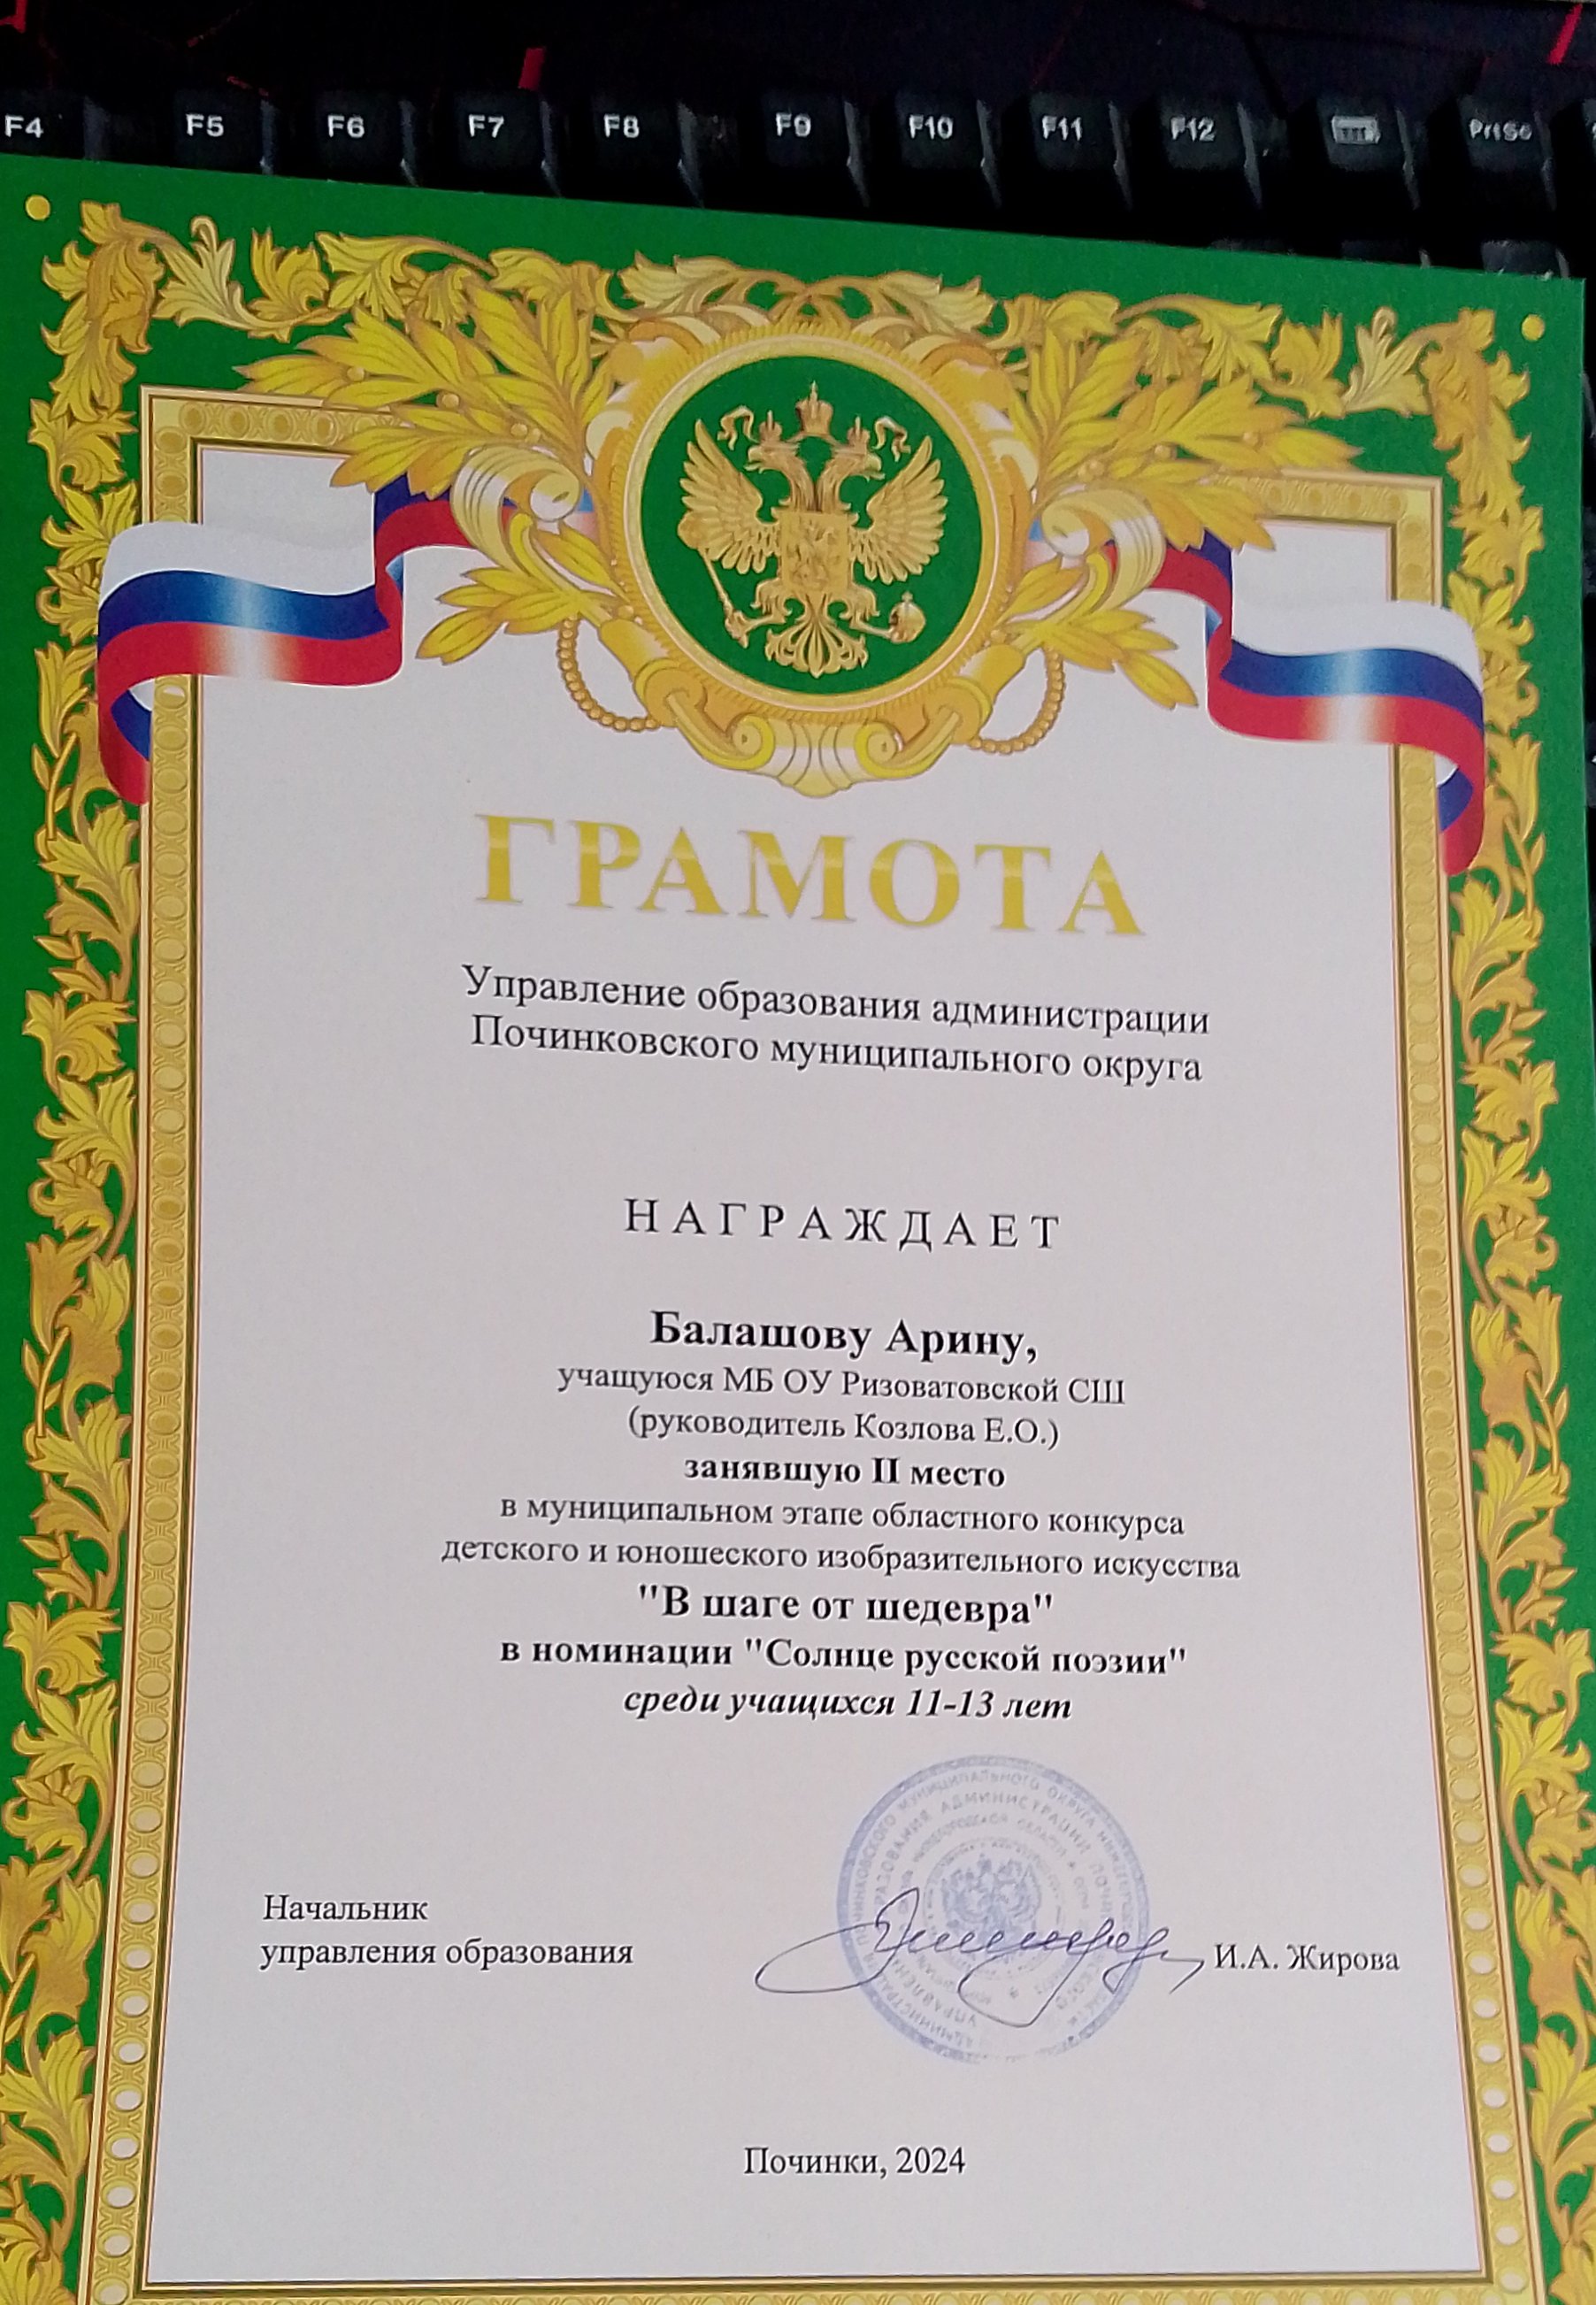 F4 F5 F6 F7 F8 F9 F10 F11 F12 PrtSc
ГРАМОТА
Управление образования администрации
Починковского муниципального округа
НАГРАЖДАЕТ
Балашову Арину,
учащуюся МБ ОУ Ризоватовской СШ
(руководитель Козлова Е.О.)
занявшую II место
в муниципальном этапе областного конкурса
детского и юношеского изобразительного искусства
"В шаге от шедевра"
в номинации "Солнце русской поэзии"
среди учащихся 11-13 лет
Начальник
управления образования
И.А. Жирова
Починки, 2024